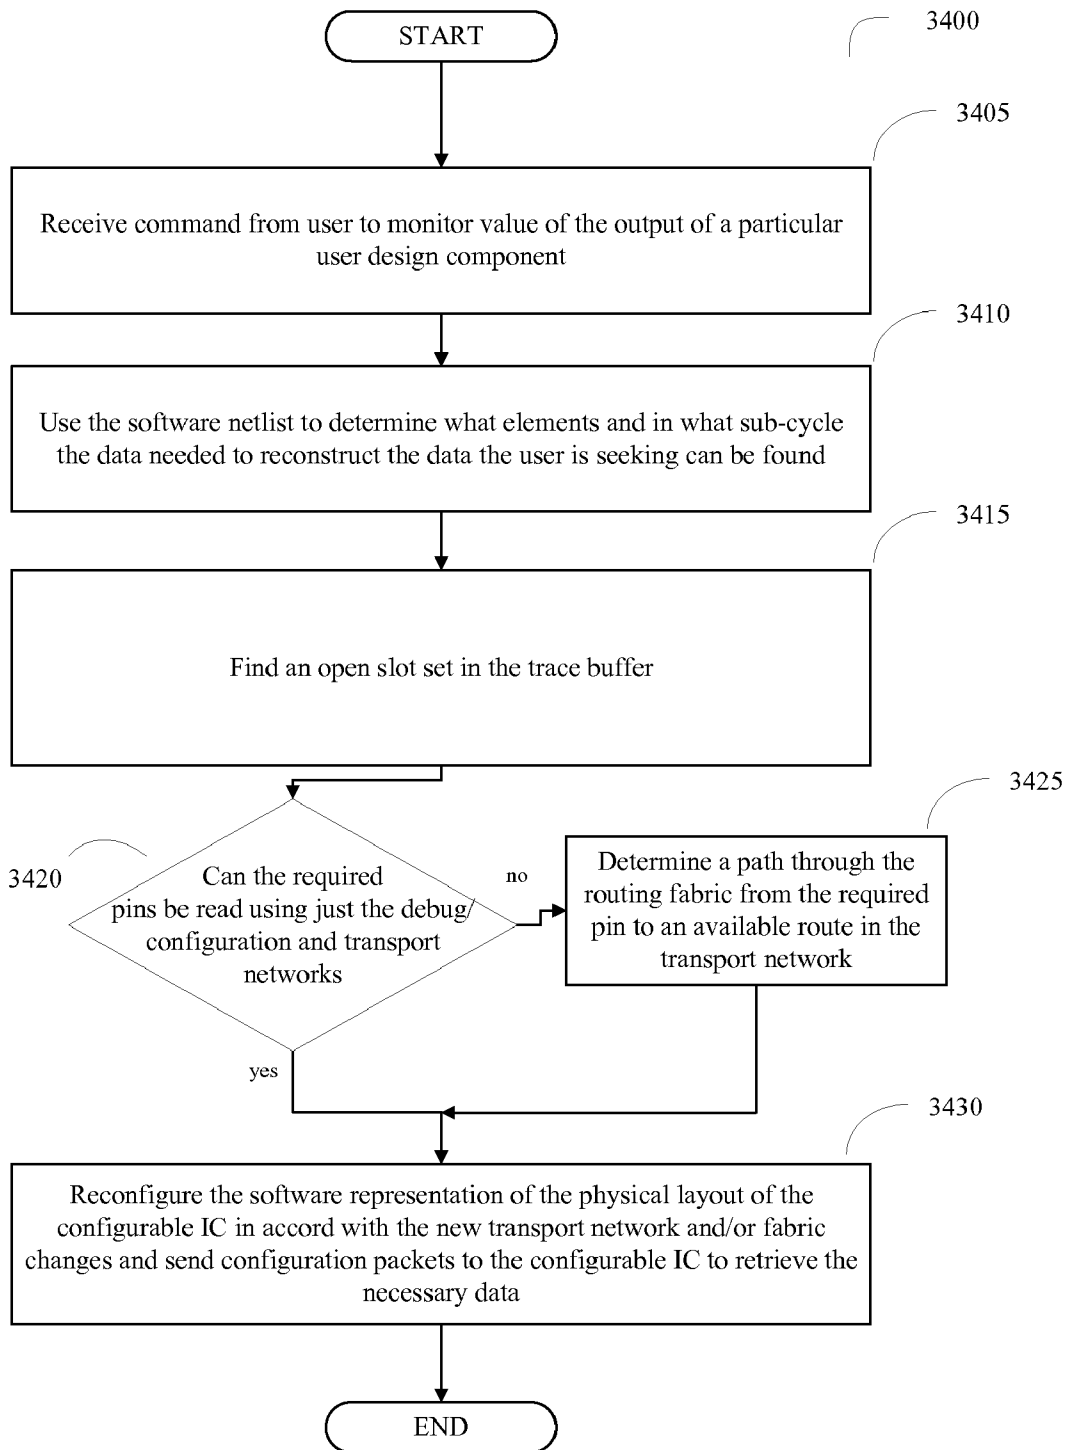 START
3400
3405
Receive command from user to monitor value of the output of a particular
user design component
3410
Use the software netlist to determine what elements and in what sub-cycle
the data needed to reconstruct the data the user is seeking can be found
3415
Find an open slot set in the trace buffer
3425
3420
Can the required
pins be read using just the debug/
configuration and transport
networks
no
Determine a path through the
routing fabric from the required
pin to an available route in the
transport network
yes
3430
Reconfigure the software representation of the physical layout of the
configurable IC in accord with the new transport network and/or fabric
changes and send configuration packets to the configurable IC to retrieve the
necessary data
END